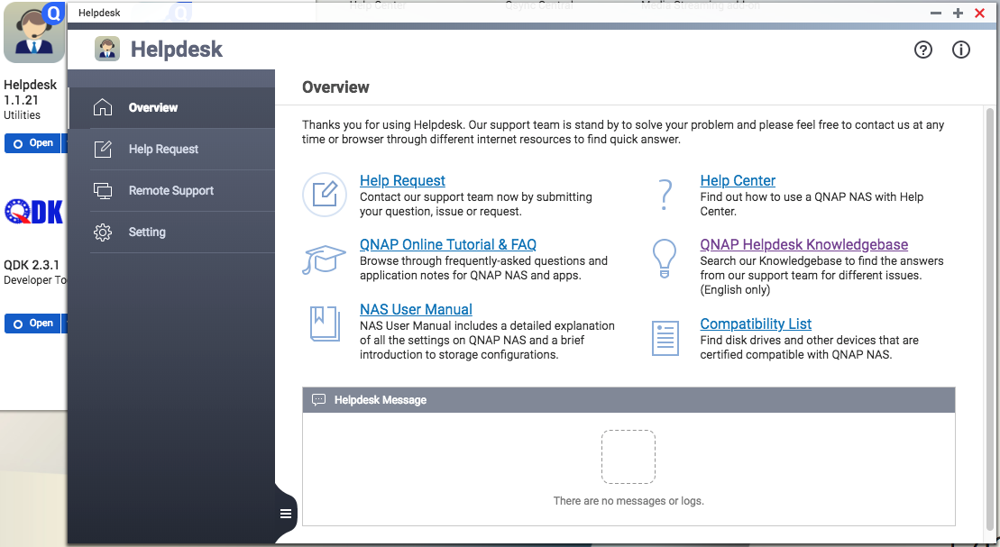 Help Center
Qsync Central
Media Streaming add-on
Helpdesk
Q
Helpdesk
Helpdesk
1.1.21
Utilities
Open
QDK
QDK 2.3.1
Developer To
Open
Overview
Help Request
Remote Support
Setting
Overview
Thanks you for using Helpdesk. Our support team is stand by to solve your problem and please feel free to contact us at any
time or browser through different internet resources to find quick answer.
Help Request
Contact our support team now by submitting
your question, issue or request.
Help Center
Find out how to use a QNAP NAS with Help
Center.
QNAP Online Tutorial & FAQ
Browse through frequently-asked questions and
application notes for QNAP NAS and apps.
QNAP Helpdesk Knowledgebase
Search our Knowledgebase to find the answers
from our support team for different issues.
(English only)
NAS User Manual
NAS User Manual includes a detailed explanation
of all the settings on QNAP NAS and a brief
introduction to storage configurations.
Compatibility List
Find disk drives and other devices that are
certified compatible with QNAP NAS.
Helpdesk Message
There are no messages or logs.